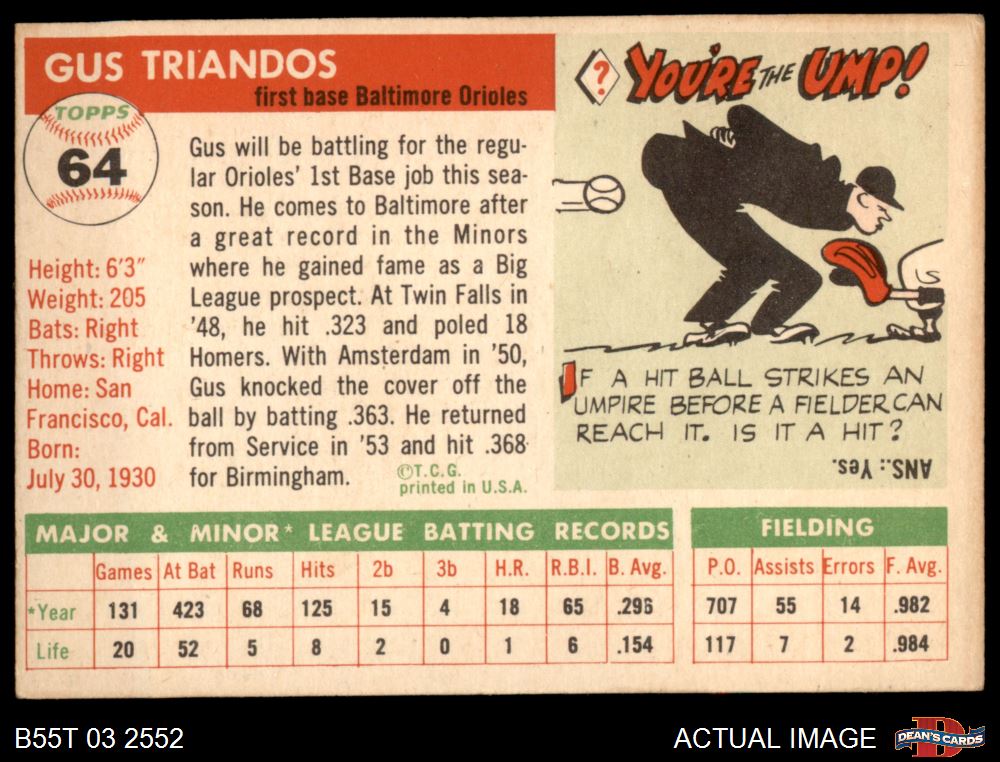 GUS TRIANDOS
first base Baltimore Orioles
TOPPS
64
Height: 6'3"
Weight: 205
Bats: Right
Throws: Right
Home: San
Francisco, Cal.
Born:
July 30, 1930
Gus will be battling for the regu-
lar Orioles' 1st Base job this sea-
son. He comes to Baltimore after
a great record in the Minors
where he gained fame as a Big
League prospect. At Twin Falls in
'48, he hit .323 and poled 18
Homers. With Amsterdam in '50,
Gus knocked the cover off the
ball by batting .363. He returned
from Service in '53 and hit .368
for Birmingham.
©T.C.G.
printed in U.S.A.
? YOU'RE THE UMP!
IF A HIT BALL STRIKES AN
UMPIRE BEFORE A FIELDER CAN
REACH IT. IS IT A HIT?
ANS.: Yes.
MAJOR & MINOR* LEAGUE BATTING RECORDS
Games At Bat Runs Hits 2b 3b H.R. R.B.I. B. Avg.
*Year 131 423 68 125 15 4 18 65 .296
Life 20 52 5 8 2 0 1 6 .154
FIELDING
P.O. Assists Errors F. Avg.
707 55 14 .982
117 7 2 .984
B55T 03 2552
ACTUAL IMAGE
D
DEAN'S CARDS